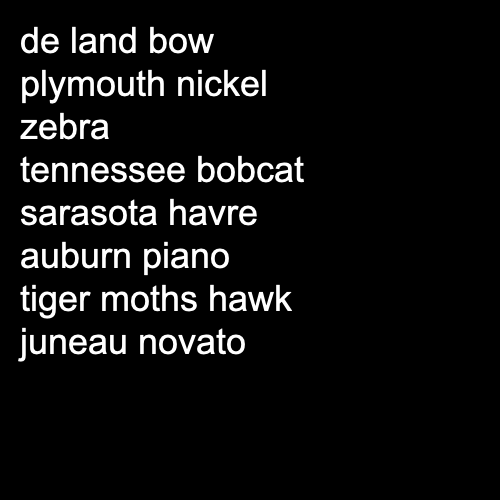 de land bow
plymouth nickel
zebra
tennessee bobcat
sarasota havre
auburn piano
tiger moths hawk
juneau novato